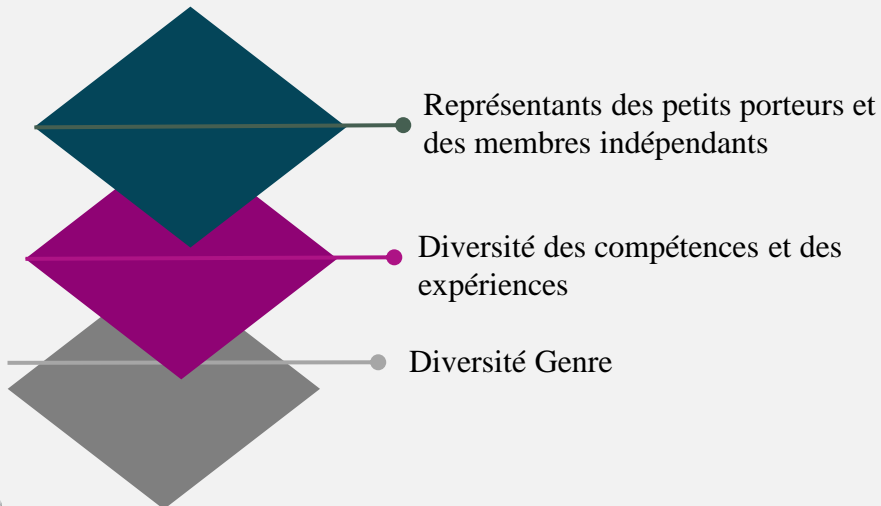 Représentants des petits porteurs et
des membres indépendants
Diversité des compétences et des
expériences
Diversité Genre